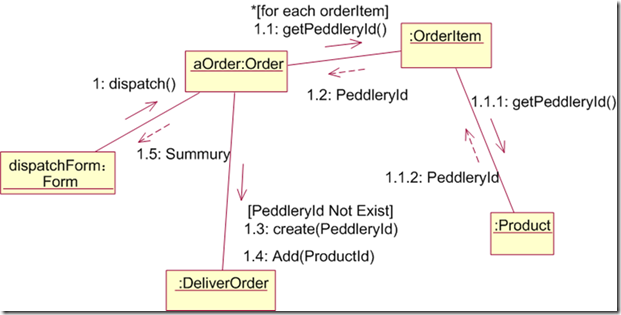 *[for each orderItem]
1.1: getPeddleryId()
:OrderItem
aOrder:Order
1: dispatch()
1.2: PeddleryId
1.1.1: getPeddleryId()
1.5: Summury
dispatchForm:
Form
1.1.2: PeddleryId
[PeddleryId Not Exist]
1.3: create(PeddleryId)
:Product
1.4: Add(ProductId)
:DeliverOrder